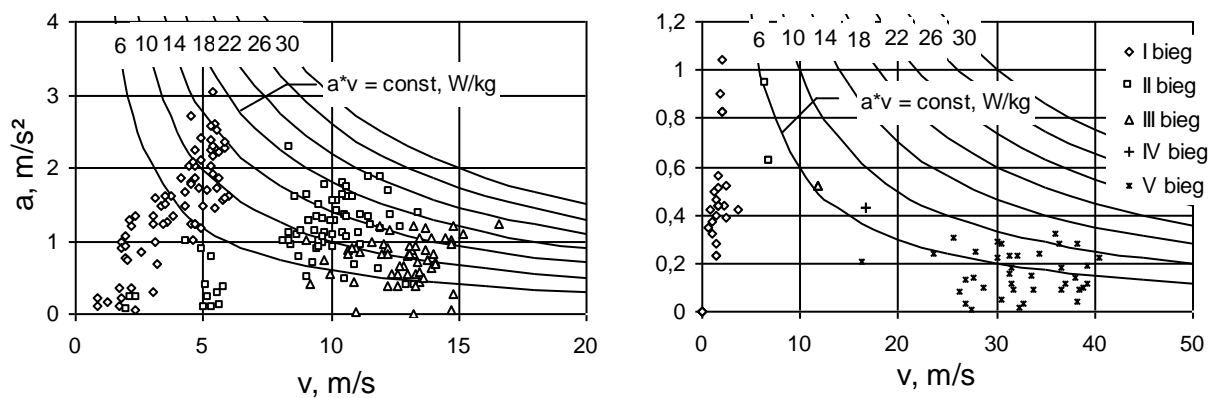 4
3
2
1
0
a, m/s²
6 10 14 18 22 26 30
a*v = const, W/kg
0 5 10 15 20
v, m/s
1,2
1
0,8
0,6
0,4
0,2
0
6 10 14 18 22 26 30
a*v = const, W/kg
I bieg
II bieg
III bieg
IV bieg
V bieg
0 10 20 30 40 50
v, m/s